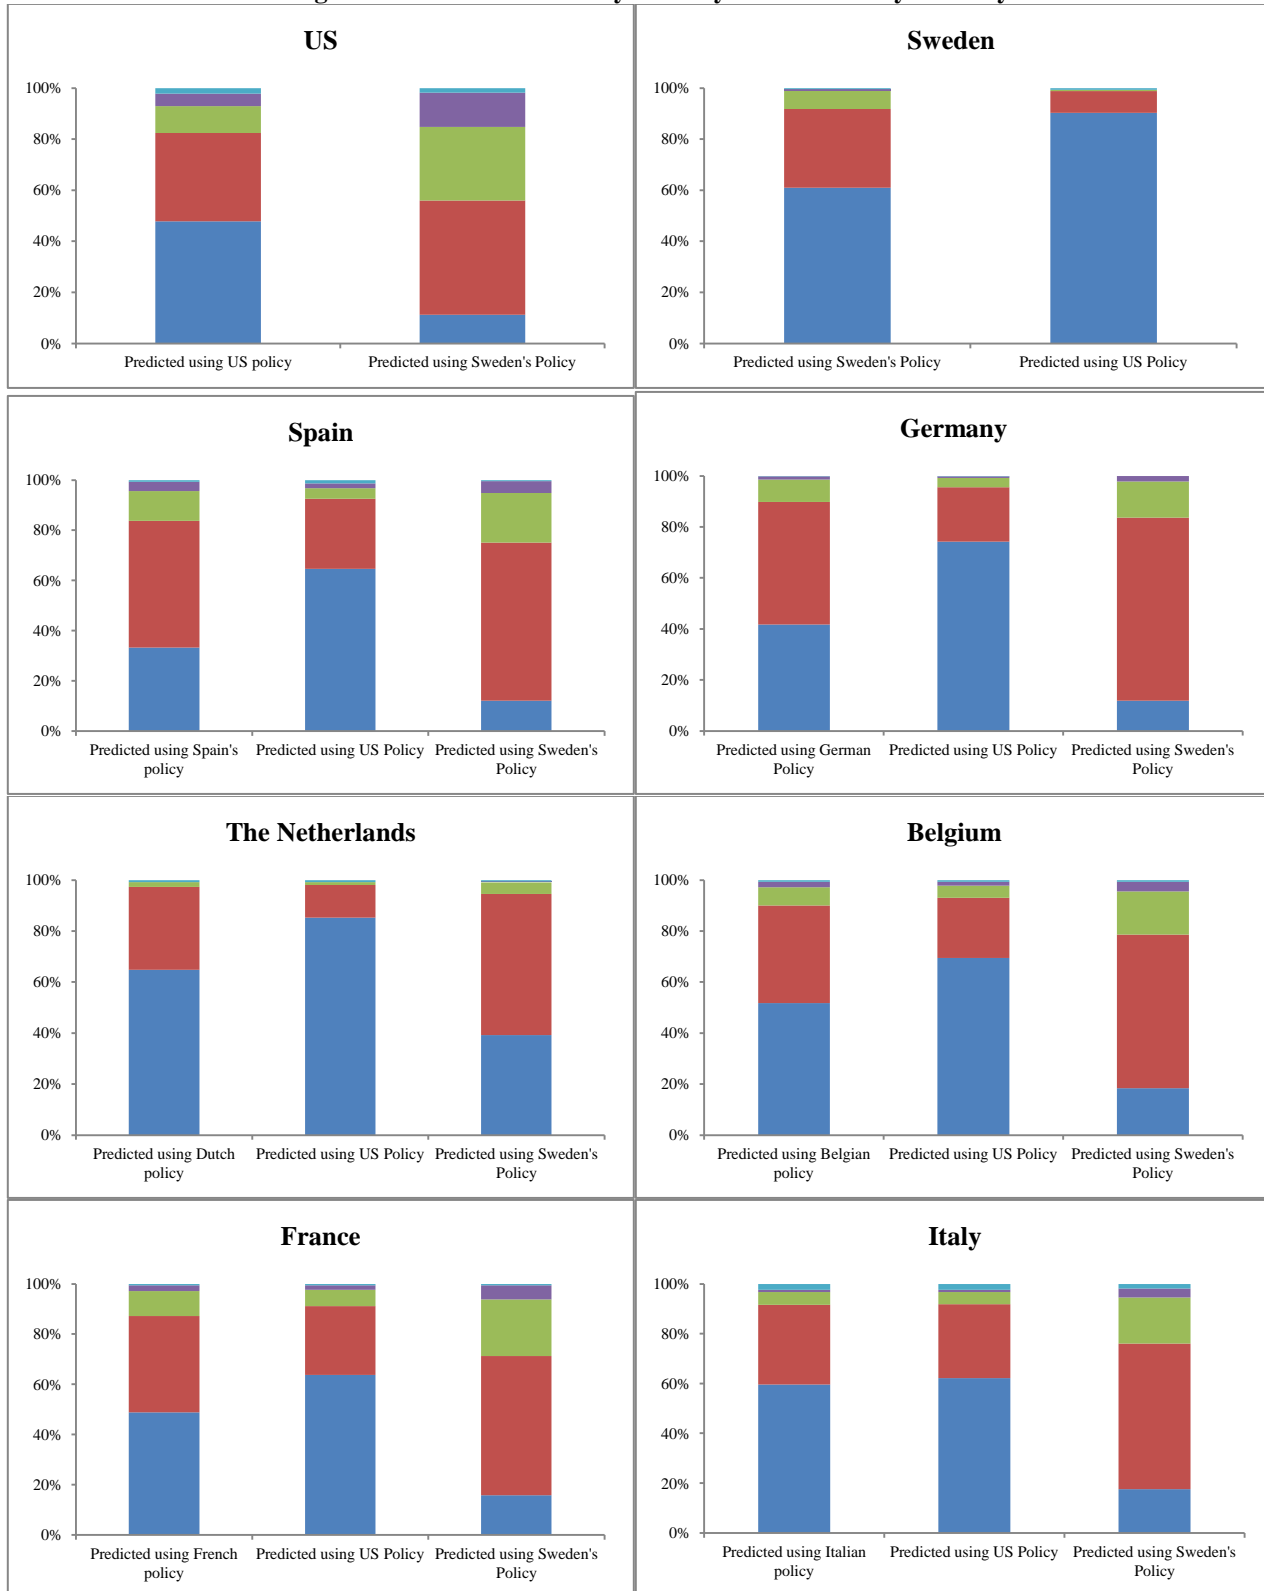 US
100%
80%
60%
40%
20%
0%
Predicted using US policy
Predicted using Sweden's Policy
Sweden
100%
80%
60%
40%
20%
0%
Predicted using Sweden's Policy
Predicted using US Policy
Spain
100%
80%
60%
40%
20%
0%
Predicted using Spain's
policy
Predicted using US Policy
Predicted using Sweden's
Policy
Germany
100%
80%
60%
40%
20%
0%
Predicted using German
Policy
Predicted using US Policy
Predicted using Sweden's
Policy
The Netherlands
100%
80%
60%
40%
20%
0%
Predicted using Dutch
policy
Predicted using US Policy
Predicted using Sweden's
Policy
Belgium
100%
80%
60%
40%
20%
0%
Predicted using Belgian
policy
Predicted using US Policy
Predicted using Sweden's
Policy
France
100%
80%
60%
40%
20%
0%
Predicted using French
policy
Predicted using US Policy
Predicted using Sweden's
Policy
Italy
100%
80%
60%
40%
20%
0%
Predicted using Italian
policy
Predicted using US Policy
Predicted using Sweden's
Policy